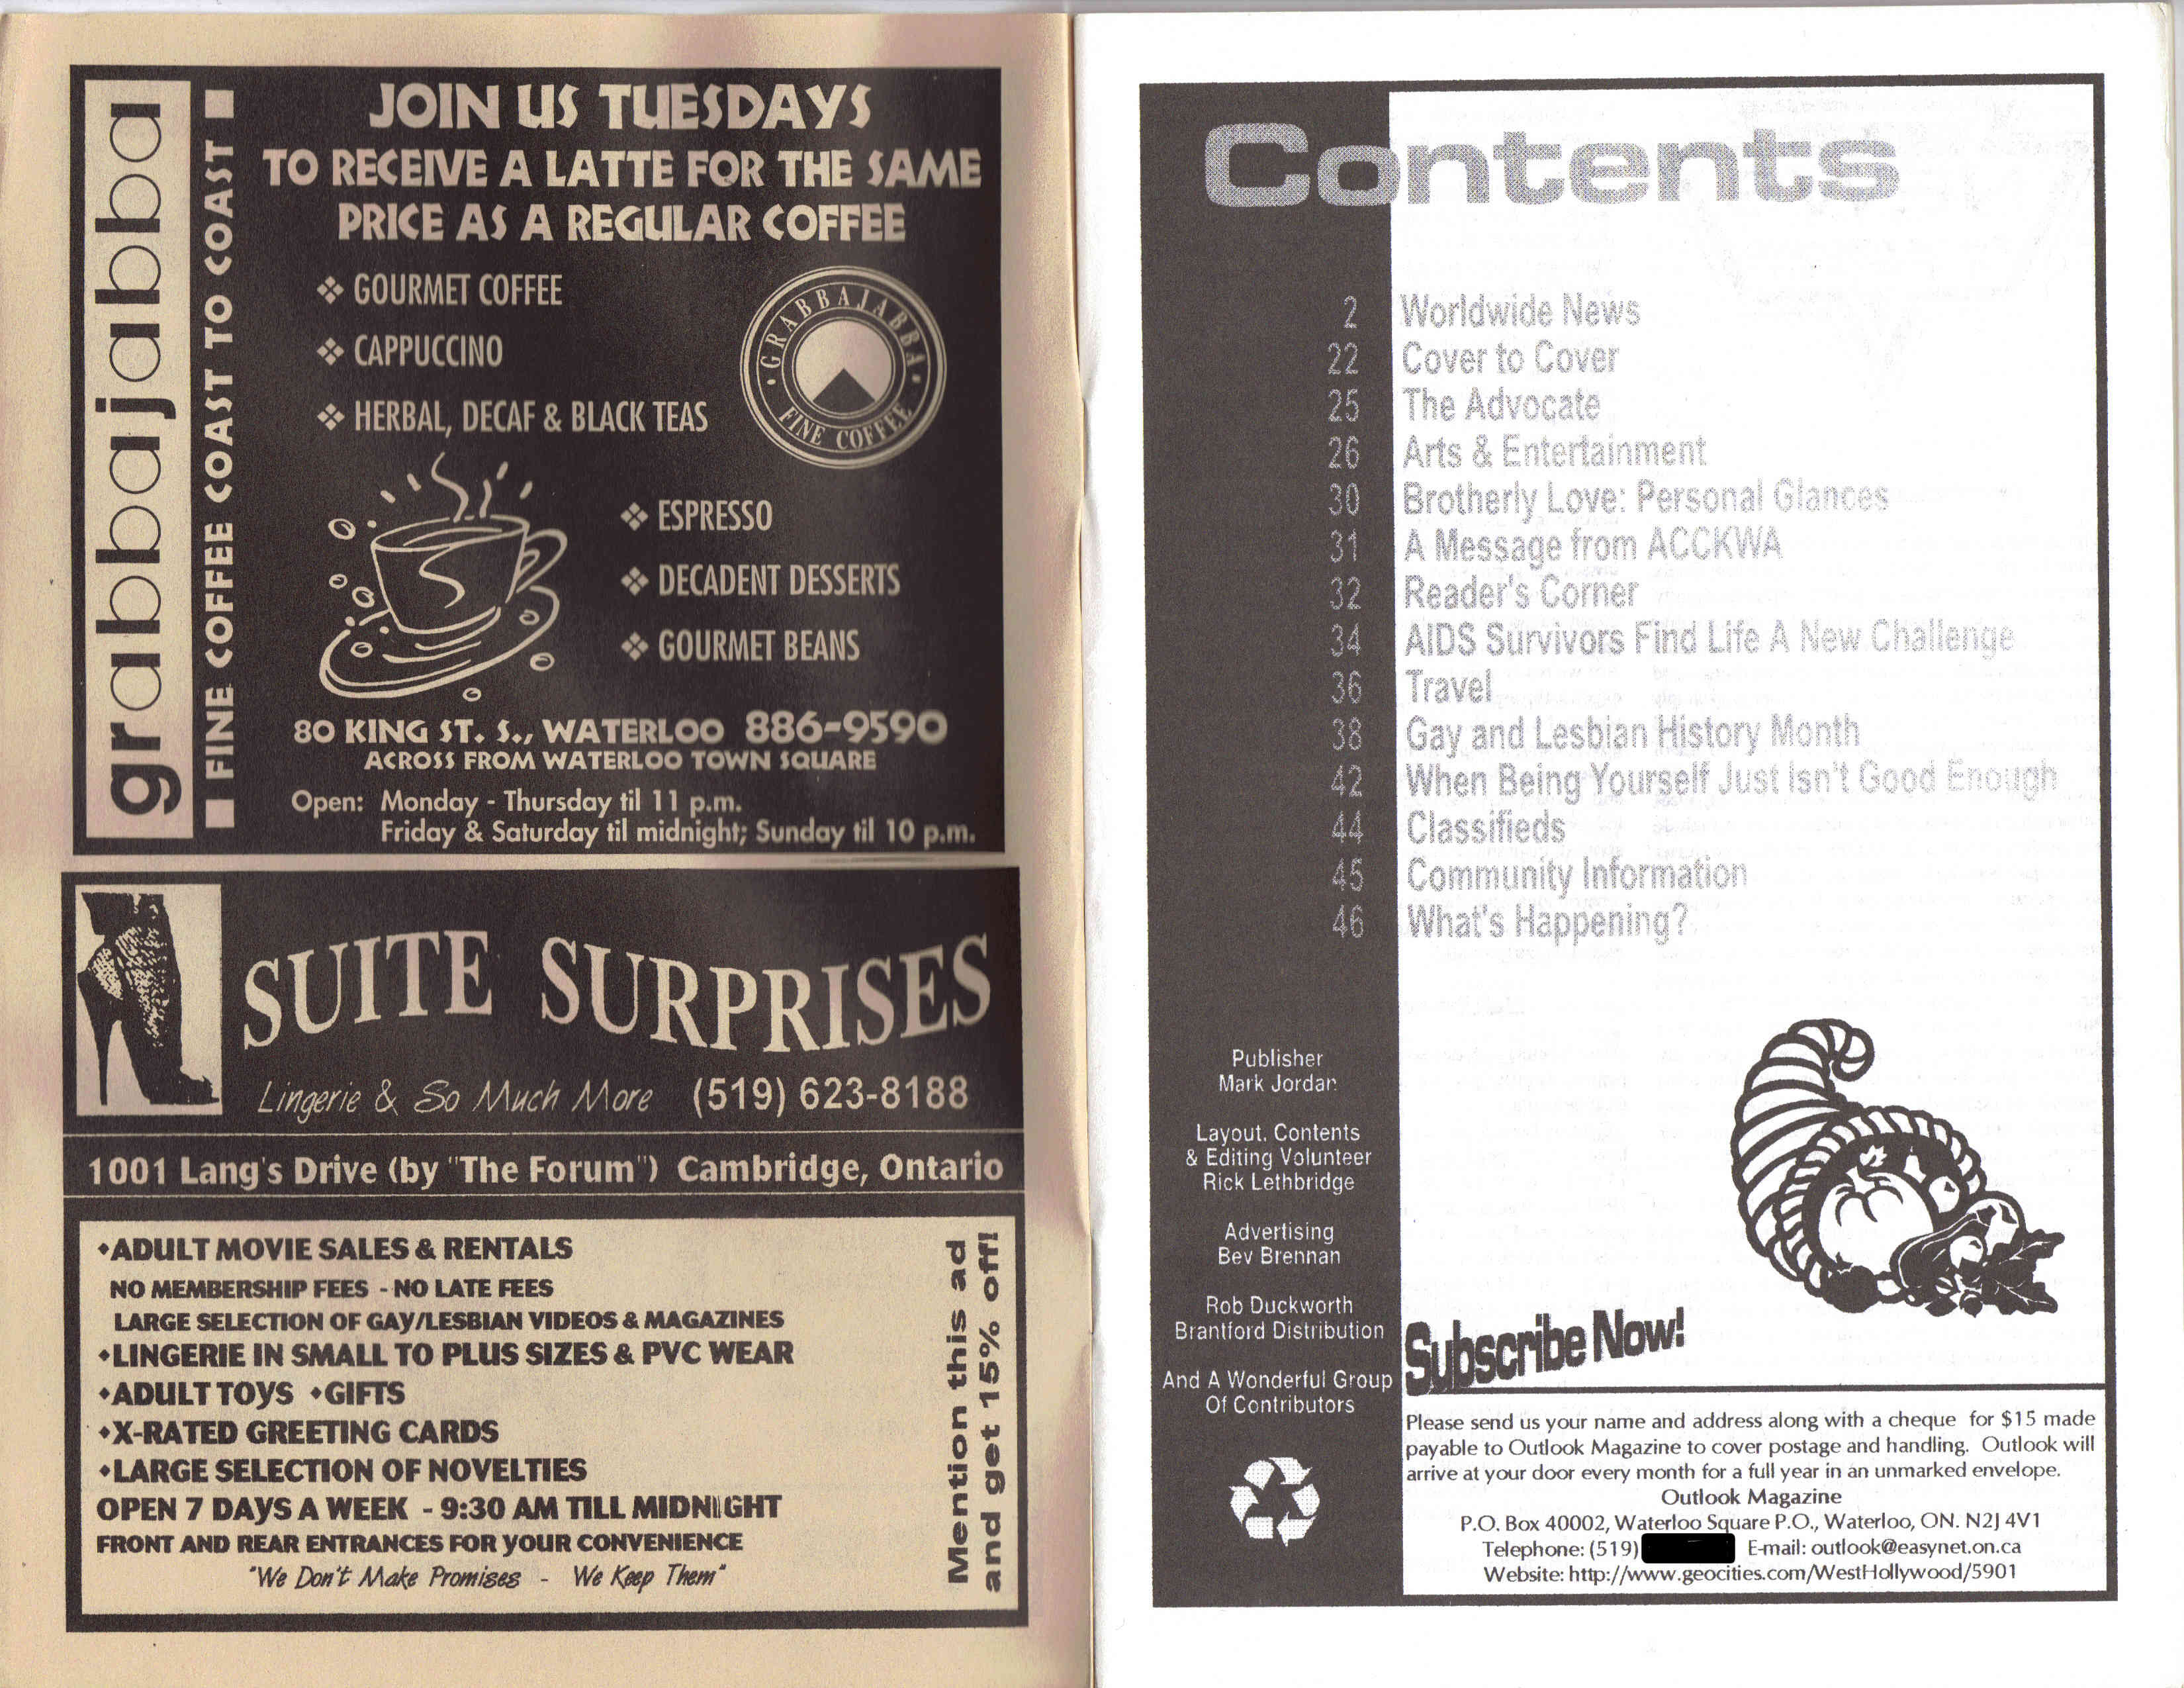 grabbajabba
FINE COFFEE COAST TO COAST
JOIN US TUESDAYS
TO RECEIVE A LATTE FOR THE SAME
PRICE AS A REGULAR COFFEE
❖ GOURMET COFFEE
❖ CAPPUCCINO
❖ HERBAL, DECAF & BLACK TEAS
GRABBAJABBA
FINE COFFEE
❖ ESPRESSO
❖ DECADENT DESSERTS
❖ GOURMET BEANS
80 KING ST. S., WATERLOO 886-9590
ACROSS FROM WATERLOO TOWN SQUARE
Open: Monday - Thursday til 11 p.m.
Friday & Saturday til midnight; Sunday til 10 p.m.
SUITE SURPRISES
Lingerie & So Much More (519) 623-8188
1001 Lang's Drive (by "The Forum") Cambridge, Ontario
•ADULT MOVIE SALES & RENTALS
NO MEMBERSHIP FEES - NO LATE FEES
LARGE SELECTION OF GAY/LESBIAN VIDEOS & MAGAZINES
•LINGERIE IN SMALL TO PLUS SIZES & PVC WEAR
•ADULT TOYS •GIFTS
•X-RATED GREETING CARDS
•LARGE SELECTION OF NOVELTIES
OPEN 7 DAYS A WEEK - 9:30 AM TILL MIDNIGHT
FRONT AND REAR ENTRANCES FOR YOUR CONVENIENCE
"We Don't Make Promises - We Keep Them"
Mention this ad
and get 15% off!
Contents
2 Worldwide News
22 Cover to Cover
25 The Advocate
26 Arts & Entertainment
30 Brotherly Love: Personal Glances
31 A Message from ACCKWA
32 Reader's Corner
34 AIDS Survivors Find Life A New Challenge
36 Travel
38 Gay and Lesbian History Month
42 When Being Yourself Just Isn't Good Enough
44 Classifieds
45 Community Information
46 What's Happening?
Publisher
Mark Jordan
Layout, Contents
& Editing Volunteer
Rick Lethbridge
Advertising
Bev Brennan
Rob Duckworth
Brantford Distribution
And A Wonderful Group
Of Contributors
Subscribe Now!
Please send us your name and address along with a cheque for $15 made
payable to Outlook Magazine to cover postage and handling. Outlook will
arrive at your door every month for a full year in an unmarked envelope.
Outlook Magazine
P.O. Box 40002, Waterloo Square P.O., Waterloo, ON. N2J 4V1
Telephone: (519) E-mail: outlook@easynet.on.ca
Website: http://www.geocities.com/WestHollywood/5901